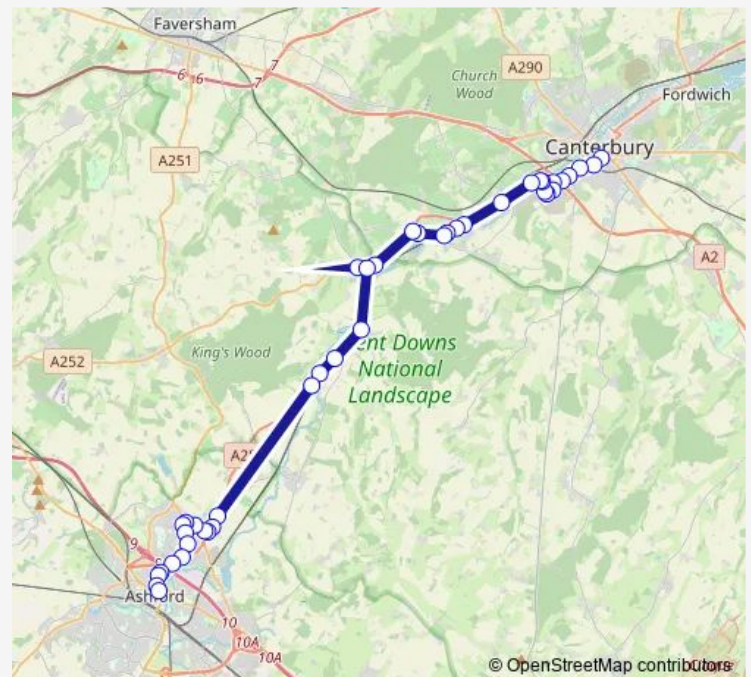 Faversham
6
6
7
7
Church
Wood
A290
Fordwich
A251
Canterbury
A2
King's Wood
A252
ent Downs
National
Landscape
A2
9
Ashford
10
10A
10A
© OpenStreetMap contributors